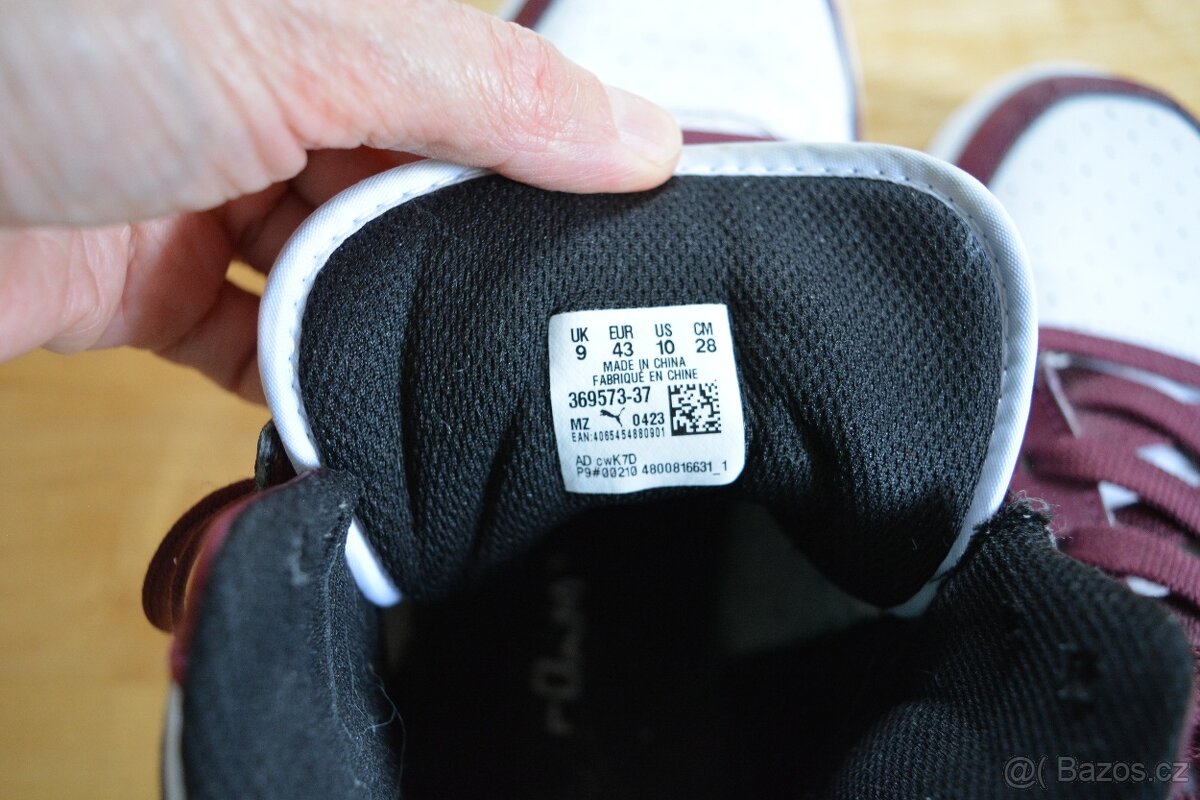 UK EUR US CM
9 43 10 28
MADE IN CHINA
FABRIQUÉ EN CHINE
369573-37
MZ 0423
EAN:4065454880901
AD cwK7D
P9#00210 4800816631_1
@( Bazos.cz